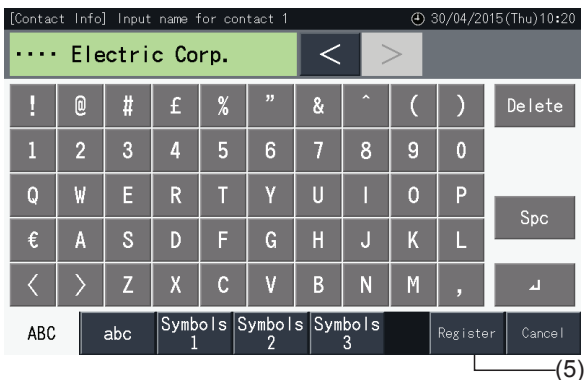 [Contact Info] Input name for contact 1 30/04/2015(Thu)10:20
···· Electric Corp. < >
! @ # £ % ” & ^ ( ) Delete
1 2 3 4 5 6 7 8 9 0
Q W E R T Y U I O P
Spc
€ A S D F G H J K L
〈 〉 Z X C V B N M , ↵
ABC abc Symbols 1 Symbols 2 Symbols 3 Register Cancel
(5)